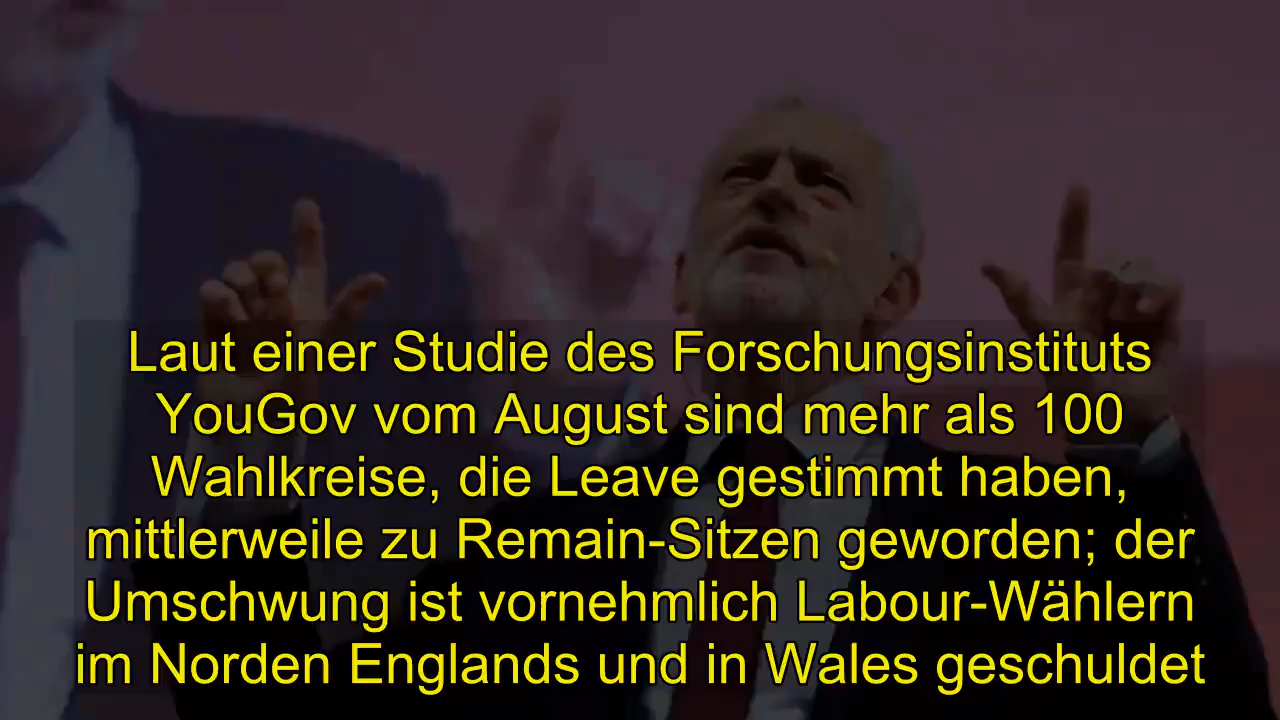 Laut einer Studie des Forschungsinstituts
YouGov vom August sind mehr als 100
Wahlkreise, die Leave gestimmt haben,
mittlerweile zu Remain-Sitzen geworden; der
Umschwung ist vornehmlich Labour-Wählern
im Norden Englands und in Wales geschuldet